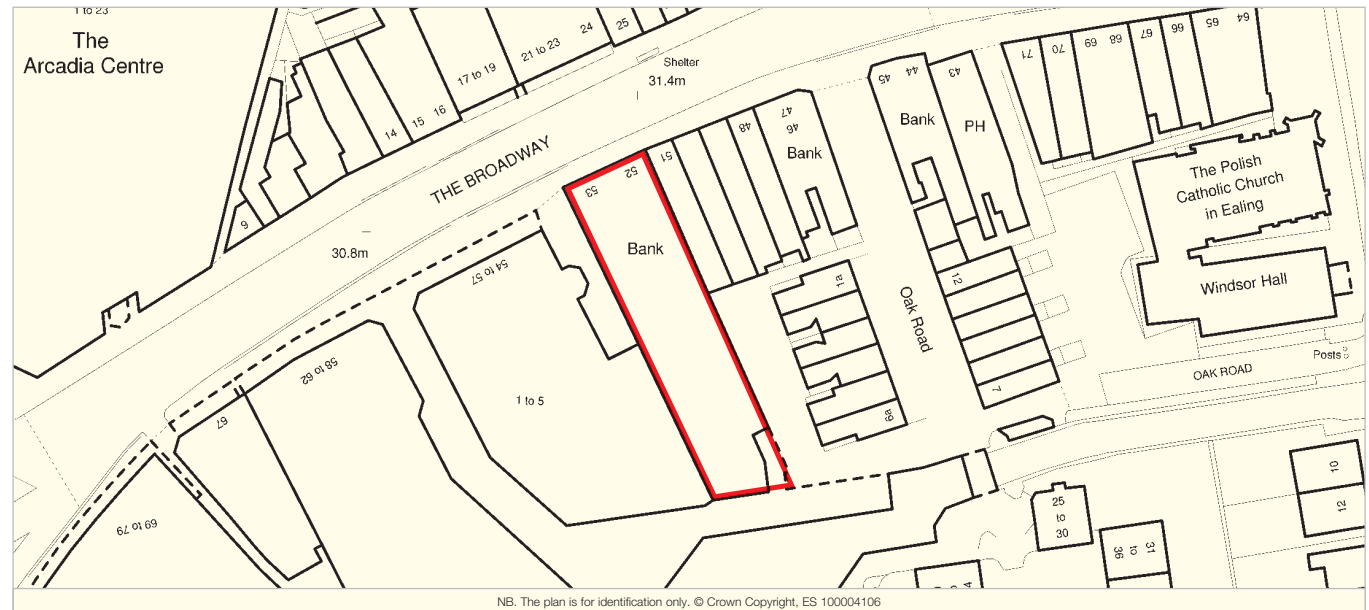 1 to 23
The
Arcadia Centre
17 to 19
21 to 23
24
25
14
15
16
9
Shelter
31.4m
THE BROADWAY
30.8m
53
52
51
48
47
46
Bank
Bank
45
44
43
Bank
PH
71
70
69
68
67
66
65
64
The Polish
Catholic Church
in Ealing
Windsor Hall
54 to 57
58 to 62
67
69 to 79
1 to 5
1a
6a
Oak Road
12
7
OAK ROAD
Posts
25
to
30
31
to
36
10
12
4
NB. The plan is for identification only. © Crown Copyright, ES 100004106